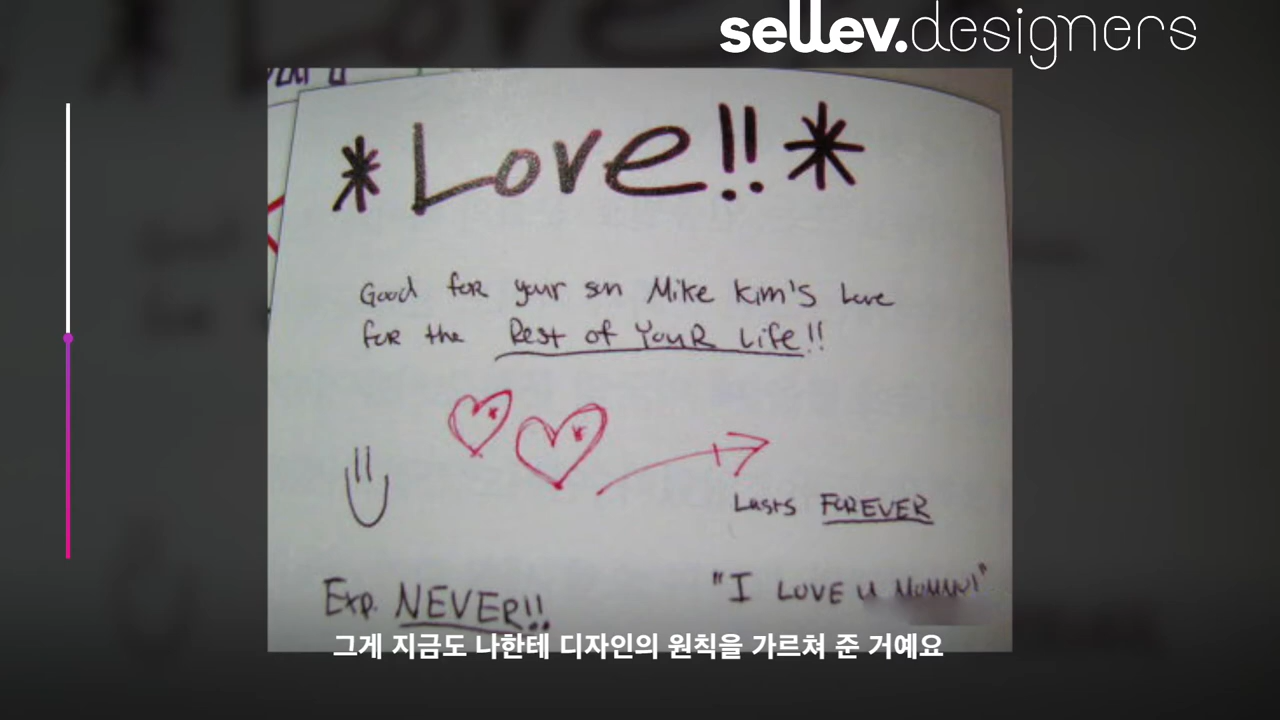 sellev.designers
*Love!!*
Good for your son Mike Kim's Love
for the Rest of YouR Life!!
Lasts FOREVER
Exp. NEVER!!
"I LOVE U MOMMY"
그게 지금도 나한테 디자인의 원칙을 가르쳐 준 거예요